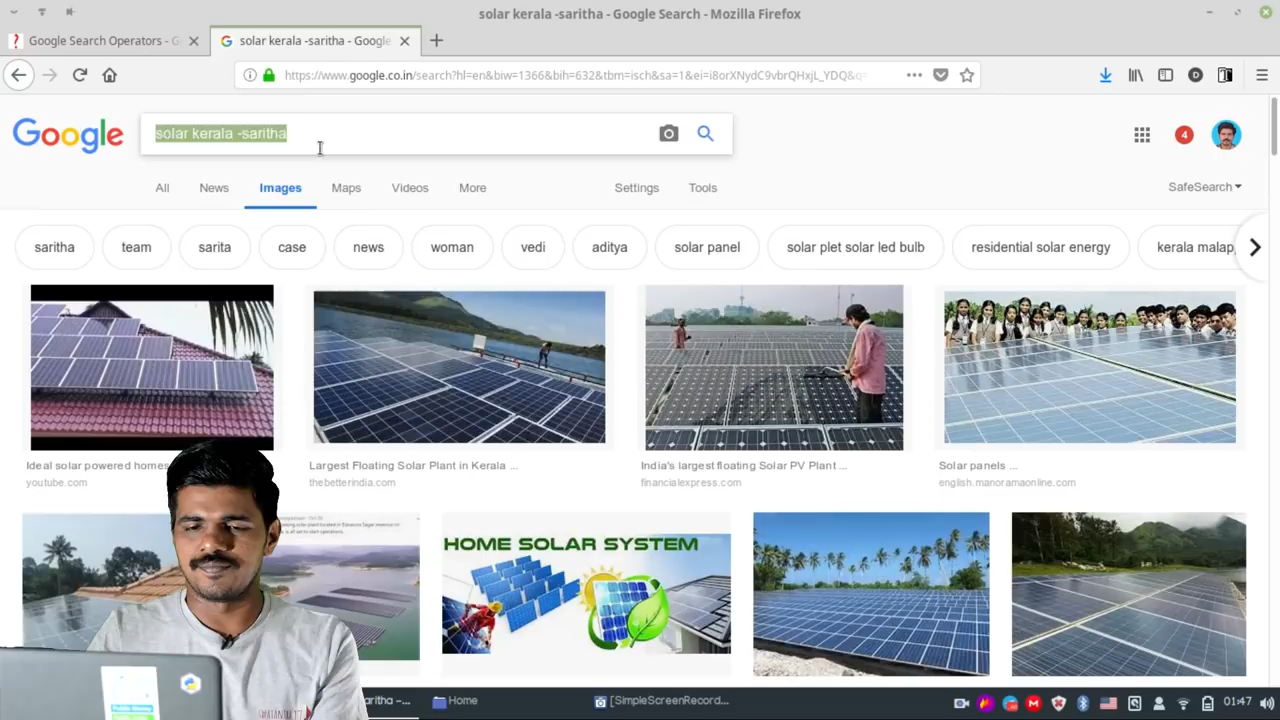 solar kerala -saritha - Google Search - Mozilla Firefox
Google Search Operators - G
solar kerala -saritha - Google
https://www.google.co.in/search?hl=en&biw=1366&bih=632&tbm=isch&sa=1&ei=i8orXNydC9vbrQHxjL_YDQ&q=
Google
solar kerala -saritha
4
All News Images Maps Videos More Settings Tools
SafeSearch
saritha team sarita case news woman vedi aditya solar panel solar plet solar led bulb residential solar energy kerala malap
Ideal solar powered homes
youtube.com
Largest Floating Solar Plant in Kerala ...
thebetterindia.com
India's largest floating Solar PV Plant ...
financialexpress.com
Solar panels ...
english.manoramaonline.com
HOME SOLAR SYSTEM
aritha –...
Home
[SimpleScreenRecord...
01:47